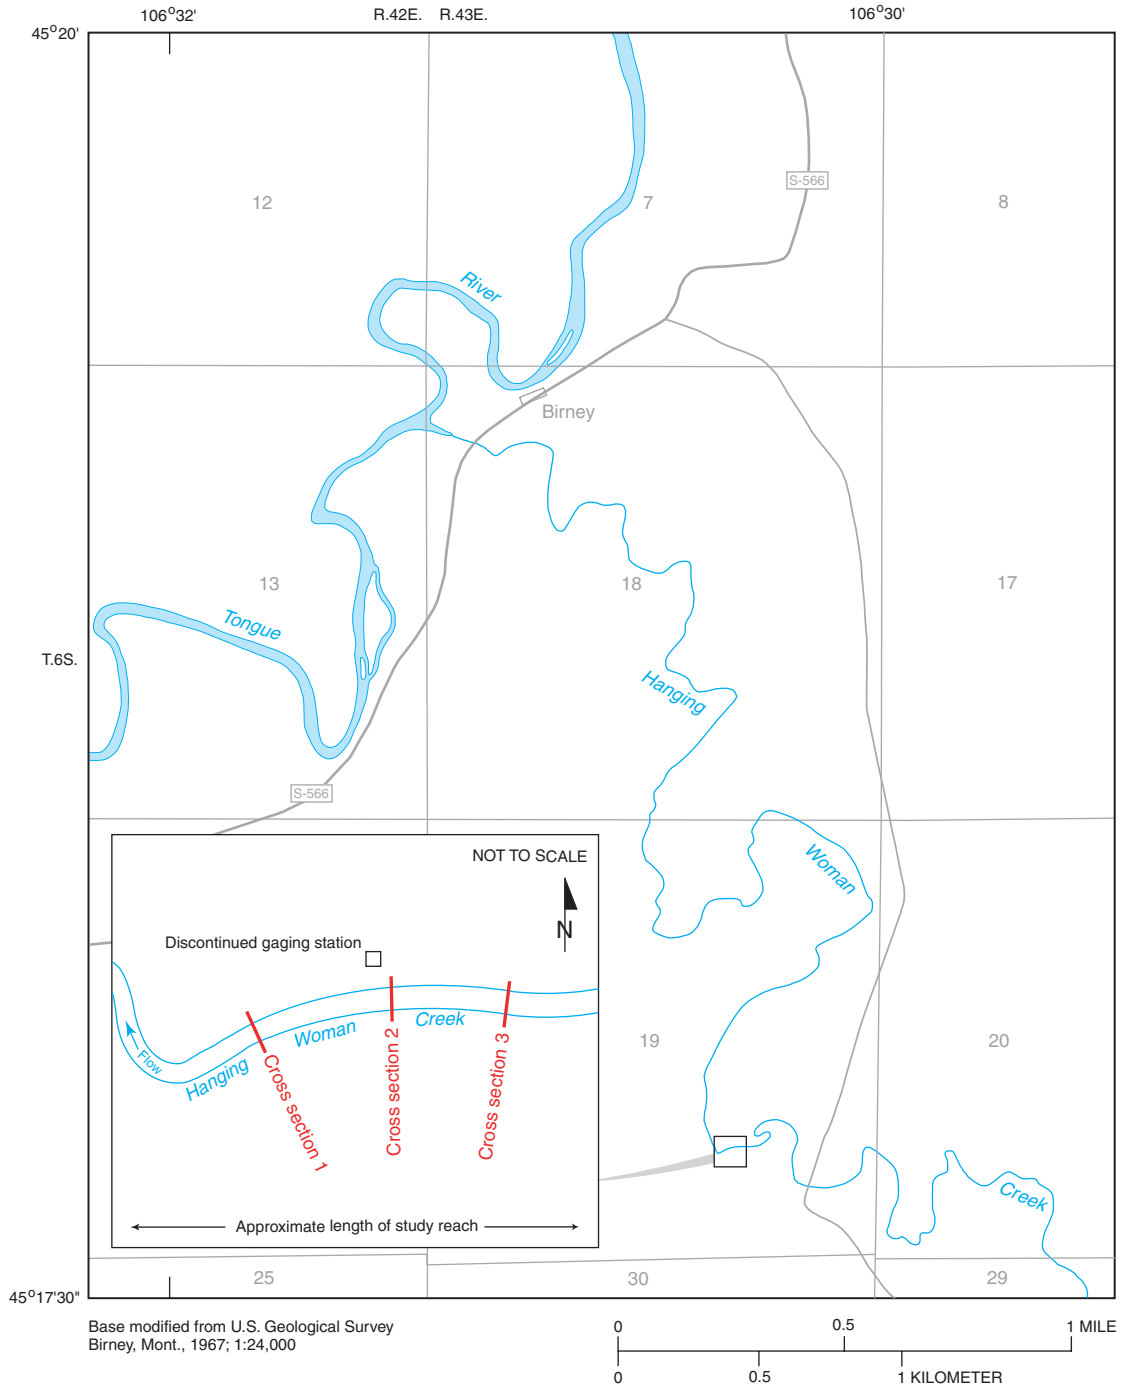 106°32' R.42E. R.43E. 106°30'
45°20'
S-566
12 7 8
River
Birney
13 18 17
Tongue
T.6S.
Hanging
S-566
Woman
NOT TO SCALE
N
Discontinued gaging station
Woman Creek
Hanging
Flow
Cross section 1
Cross section 2
Cross section 3
19 20
Creek
Approximate length of study reach
25 30 29
45°17'30"
Base modified from U.S. Geological Survey
Birney, Mont., 1967; 1:24,000
0 0.5 1 MILE
0 0.5 1 KILOMETER